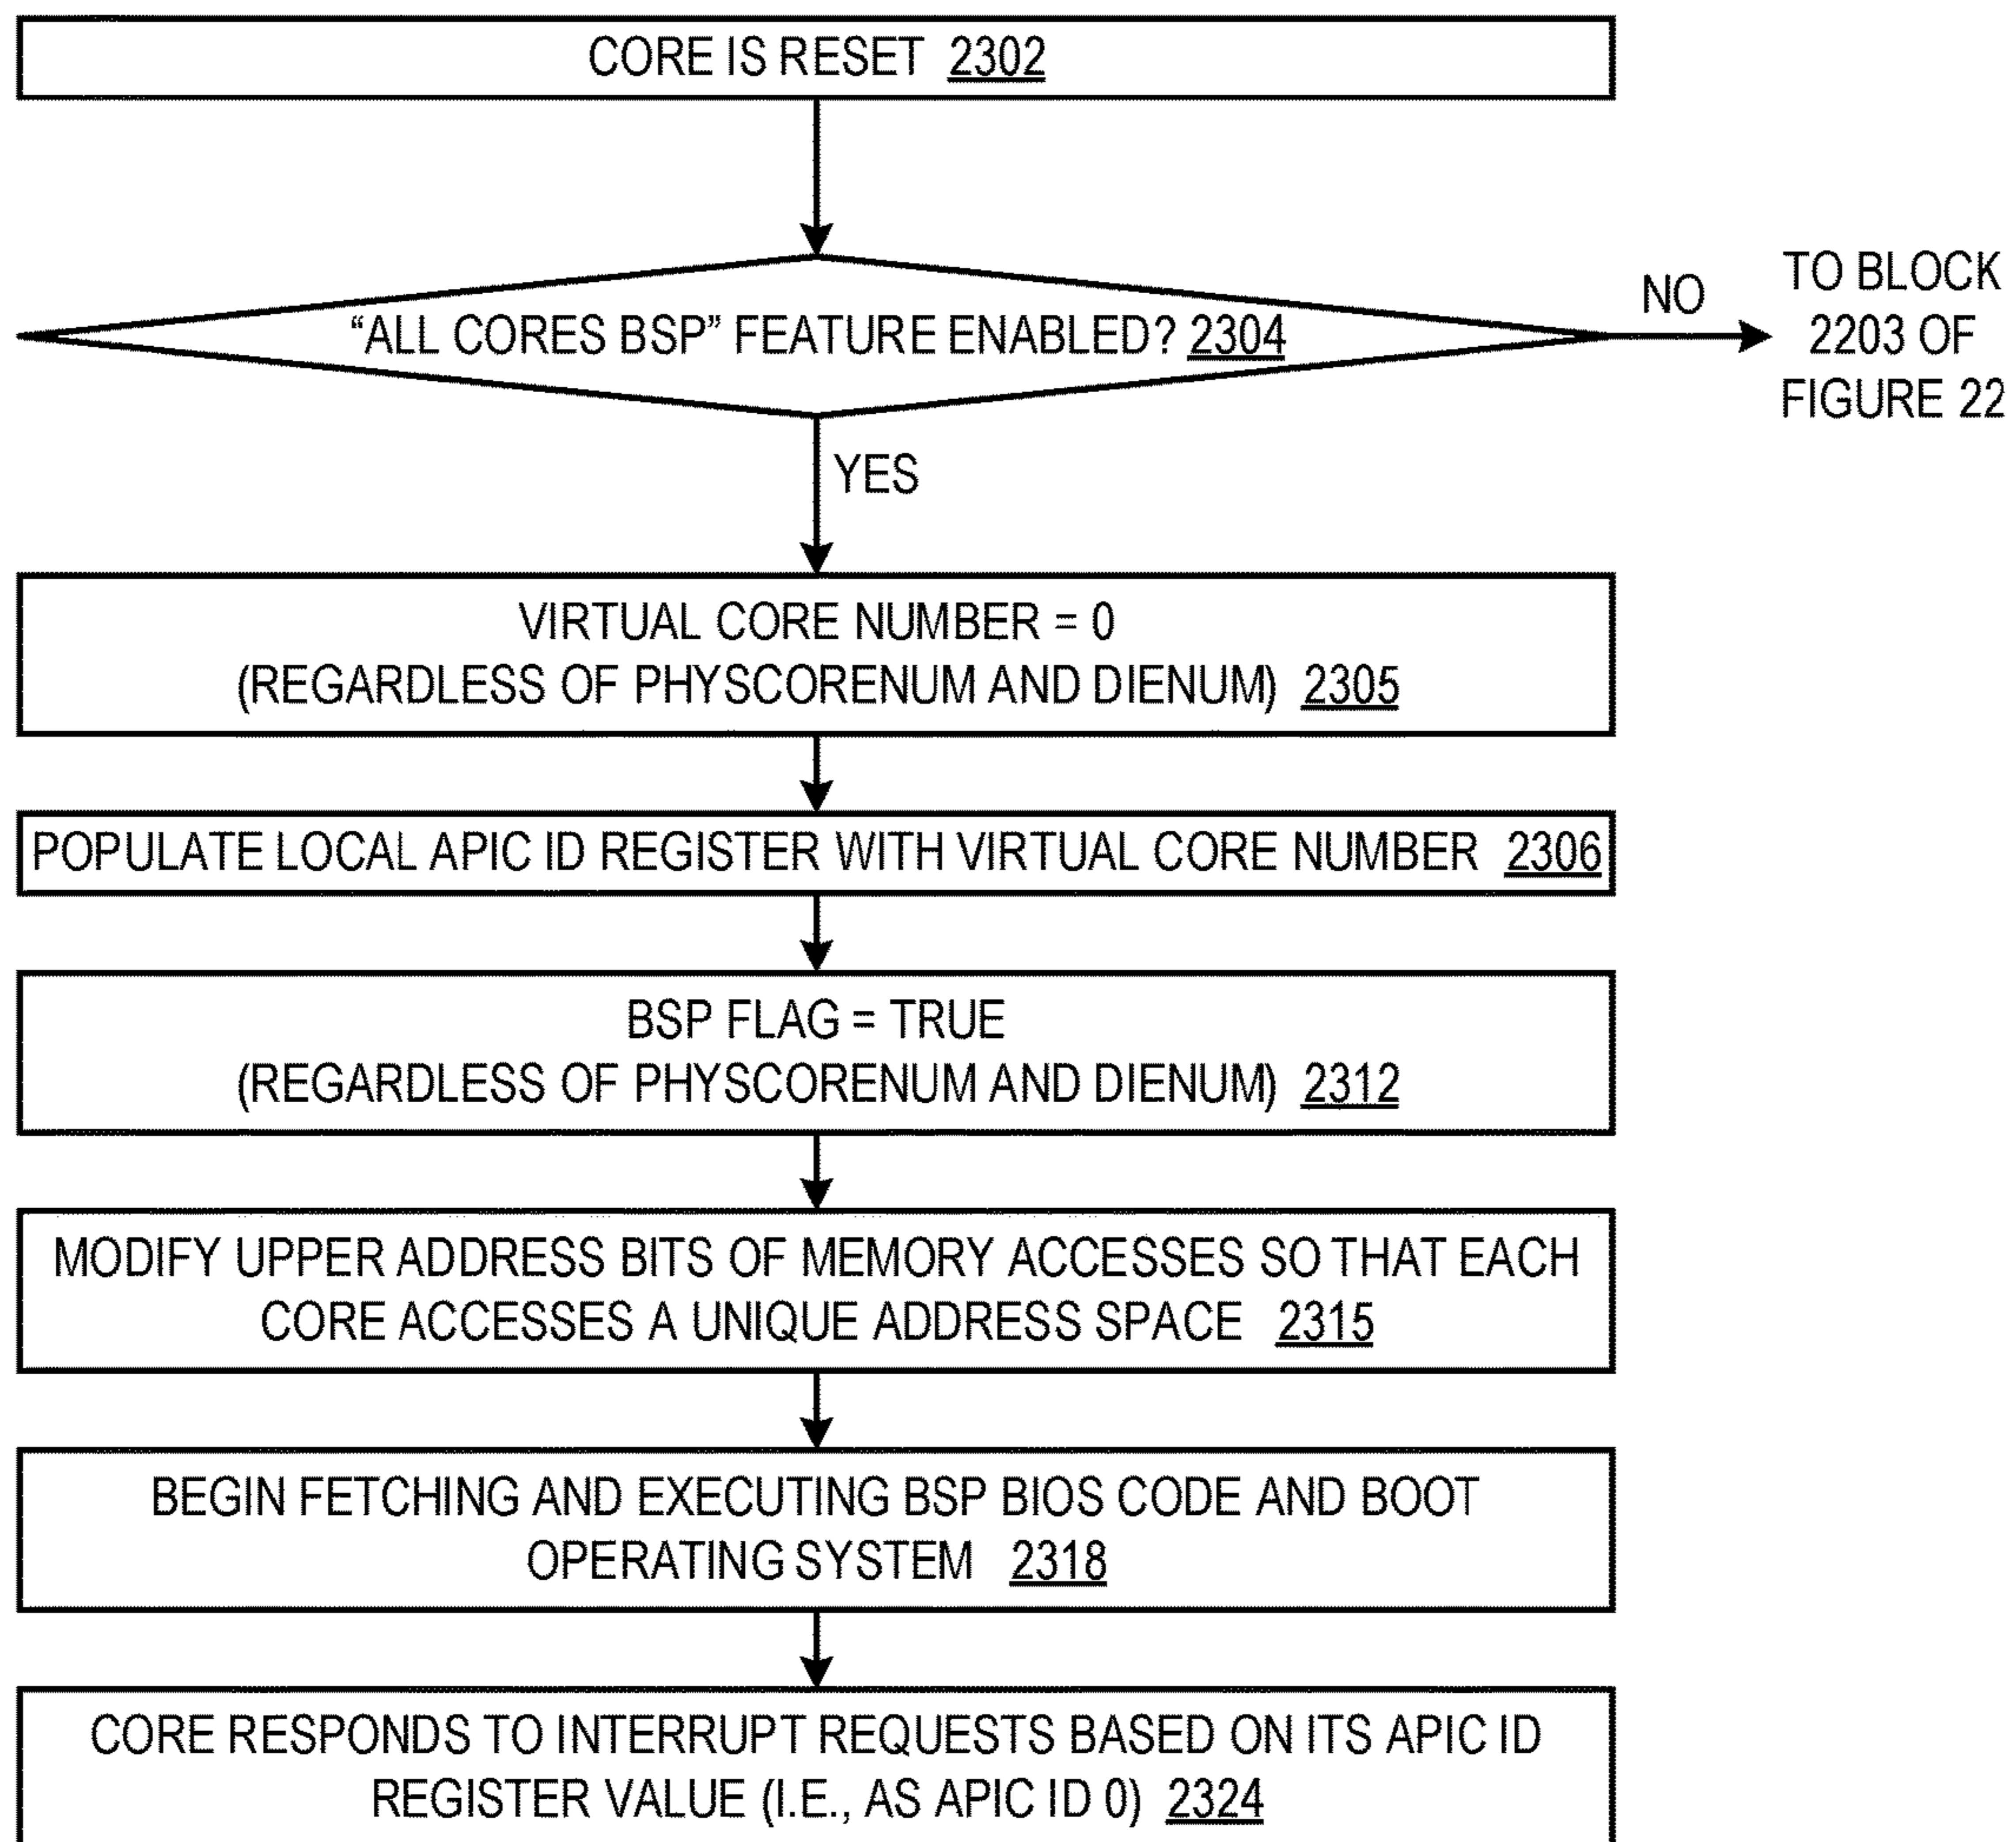 CORE IS RESET 2302
"ALL CORES BSP" FEATURE ENABLED? 2304
NO
TO BLOCK
2203 OF
FIGURE 22
YES
VIRTUAL CORE NUMBER = 0
(REGARDLESS OF PHYSCORENUM AND DIENUM) 2305
POPULATE LOCAL APIC ID REGISTER WITH VIRTUAL CORE NUMBER 2306
BSP FLAG = TRUE
(REGARDLESS OF PHYSCORENUM AND DIENUM) 2312
MODIFY UPPER ADDRESS BITS OF MEMORY ACCESSES SO THAT EACH
CORE ACCESSES A UNIQUE ADDRESS SPACE 2315
BEGIN FETCHING AND EXECUTING BSP BIOS CODE AND BOOT
OPERATING SYSTEM 2318
CORE RESPONDS TO INTERRUPT REQUESTS BASED ON ITS APIC ID
REGISTER VALUE (I.E., AS APIC ID 0) 2324